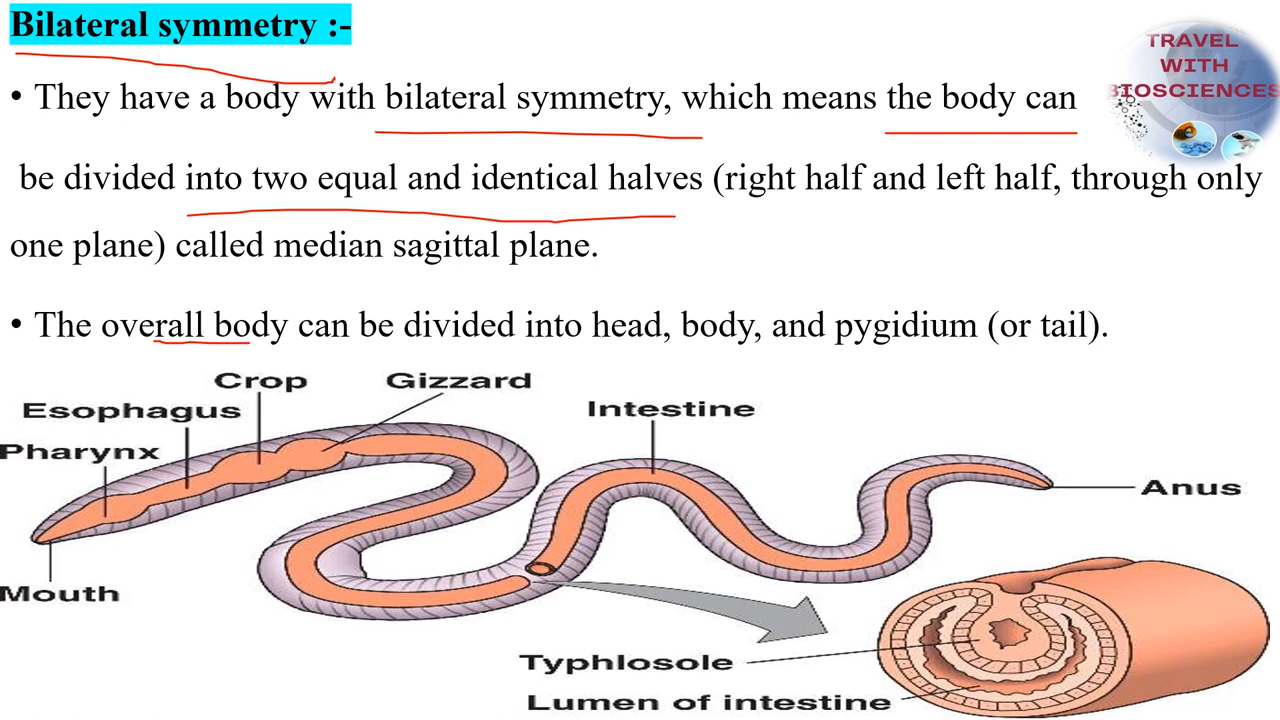 Bilateral symmetry :-
TRAVEL
WITH
BIOSCIENCES
• They have a body with bilateral symmetry, which means the body can
be divided into two equal and identical halves (right half and left half, through only
one plane) called median sagittal plane.
• The overall body can be divided into head, body, and pygidium (or tail).
Crop
Gizzard
Esophagus
Intestine
Pharynx
Anus
Mouth
Typhlosole
Lumen of intestine